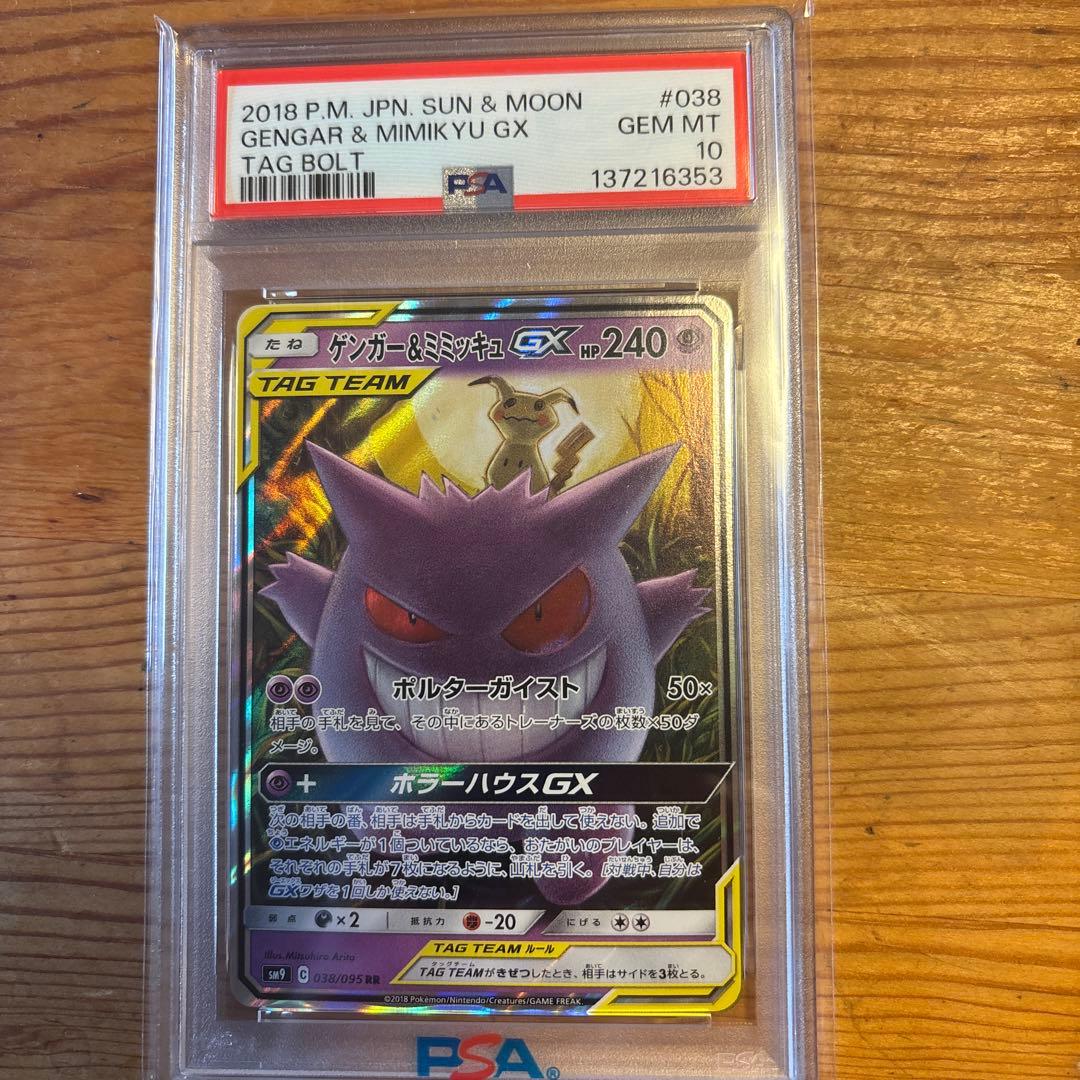 2018 P.M. JPN. SUN & MOON #038
GENGAR & MIMIKYU GX GEM MT
TAG BOLT 10
PSA 137216353
たね ゲンガー&ミミッキュGX HP240
TAG TEAM
ポルターガイスト 50×
相手の手札を見て、その中にあるトレーナーズの枚数×50ダ
メージ。
+ ホラーハウスGX
次の相手の番、相手は手札からカードを出して使えない。追加で
エネルギーが1個ついているなら、おたがいのプレイヤーは、
それぞれの手札が7枚になるように、山札を引く。[対戦中、自分は
GXワザを1回しか使えない。]
弱点 ×2 抵抗力 -20 にげる
Illus.Mitsuhiro Arita
TAG TEAM ルール
TAG TEAMがきぜつしたとき、相手はサイドを3枚とる。
SM9 C 038/095 RR
©2018 Pokémon/Nintendo/Creatures/GAME FREAK.
PSA®